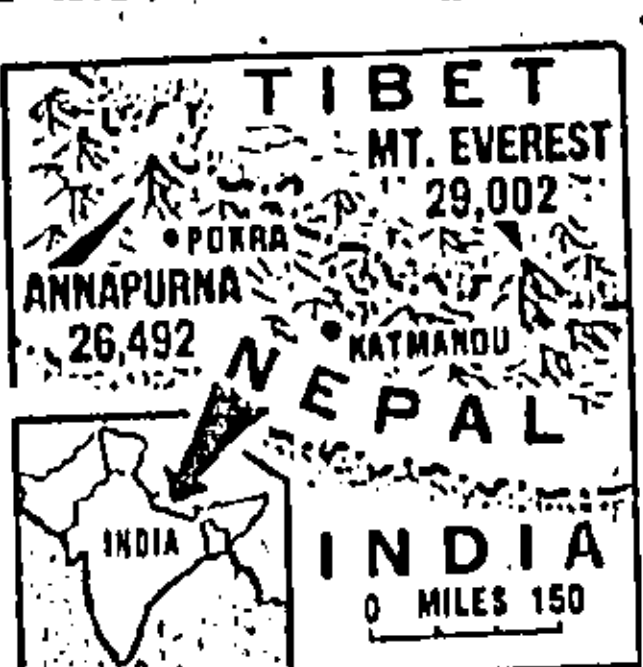 TIBET
MT. EVEREST
29,002
POKRA
ANNAPURNA
26,492
KATMANDU
NEPAL
INDIA
INDIA
0 MILES 150